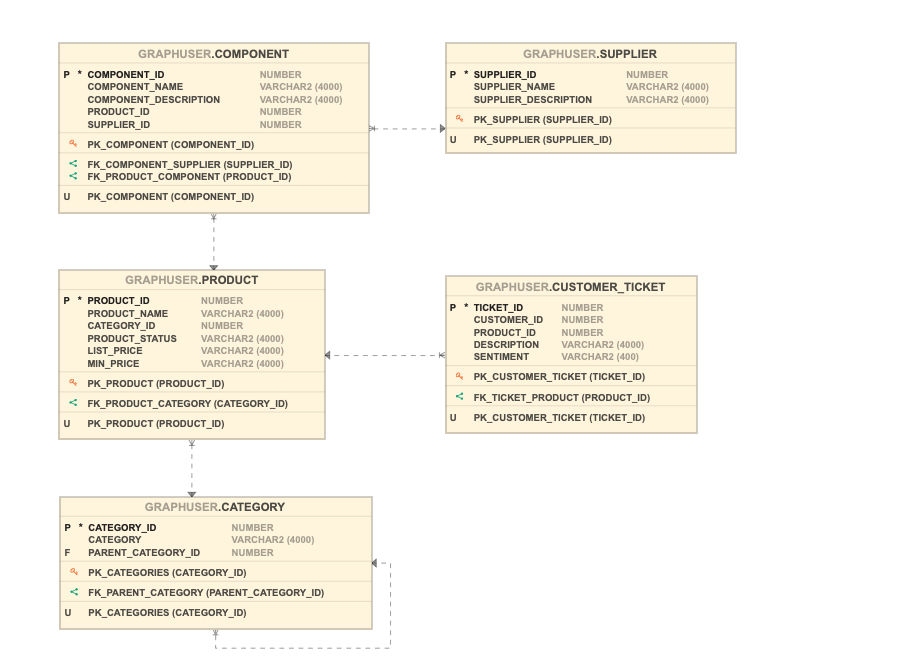 GRAPHUSER.COMPONENT
P * COMPONENT_ID NUMBER
COMPONENT_NAME VARCHAR2 (4000)
COMPONENT_DESCRIPTION VARCHAR2 (4000)
PRODUCT_ID NUMBER
SUPPLIER_ID NUMBER
PK_COMPONENT (COMPONENT_ID)
FK_COMPONENT_SUPPLIER (SUPPLIER_ID)
FK_PRODUCT_COMPONENT (PRODUCT_ID)
U PK_COMPONENT (COMPONENT_ID)
GRAPHUSER.SUPPLIER
P * SUPPLIER_ID NUMBER
SUPPLIER_NAME VARCHAR2 (4000)
SUPPLIER_DESCRIPTION VARCHAR2 (4000)
PK_SUPPLIER (SUPPLIER_ID)
U PK_SUPPLIER (SUPPLIER_ID)
GRAPHUSER.PRODUCT
P * PRODUCT_ID NUMBER
PRODUCT_NAME VARCHAR2 (4000)
CATEGORY_ID NUMBER
PRODUCT_STATUS VARCHAR2 (4000)
LIST_PRICE VARCHAR2 (4000)
MIN_PRICE VARCHAR2 (4000)
PK_PRODUCT (PRODUCT_ID)
FK_PRODUCT_CATEGORY (CATEGORY_ID)
U PK_PRODUCT (PRODUCT_ID)
GRAPHUSER.CUSTOMER_TICKET
P * TICKET_ID NUMBER
CUSTOMER_ID NUMBER
PRODUCT_ID NUMBER
DESCRIPTION VARCHAR2 (4000)
SENTIMENT VARCHAR2 (400)
PK_CUSTOMER_TICKET (TICKET_ID)
FK_TICKET_PRODUCT (PRODUCT_ID)
U PK_CUSTOMER_TICKET (TICKET_ID)
GRAPHUSER.CATEGORY
P * CATEGORY_ID NUMBER
CATEGORY VARCHAR2 (4000)
F PARENT_CATEGORY_ID NUMBER
PK_CATEGORIES (CATEGORY_ID)
FK_PARENT_CATEGORY (PARENT_CATEGORY_ID)
U PK_CATEGORIES (CATEGORY_ID)